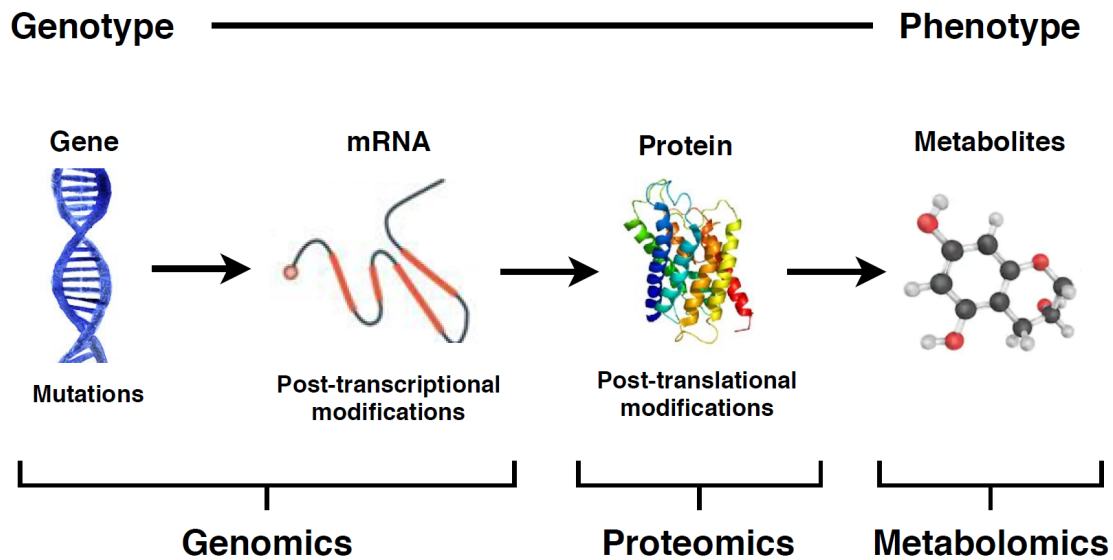 Genotype
Phenotype
Gene
mRNA
Protein
Metabolites
Mutations
Post-transcriptional
modifications
Post-translational
modifications
Genomics
Proteomics
Metabolomics